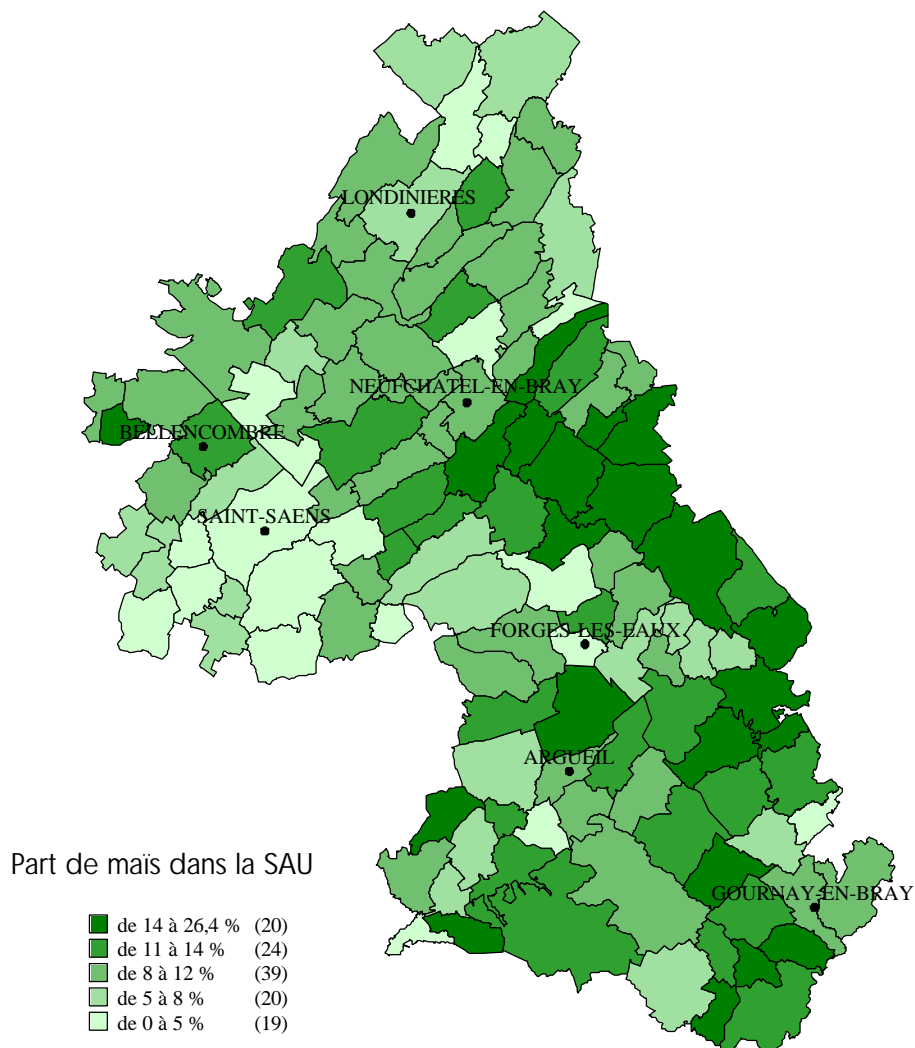 LONDINIERES
NEUFCHATEL-EN-BRAY
BELLENCOMBRE
SAINT-SAENS
FORGES-LES-EAUX
ARGUEIL
GOURNAY-EN-BRAY
Part de maïs dans la SAU
de 14 à 26,4 % (20)
de 11 à 14 % (24)
de 8 à 12 % (39)
de 5 à 8 % (20)
de 0 à 5 % (19)